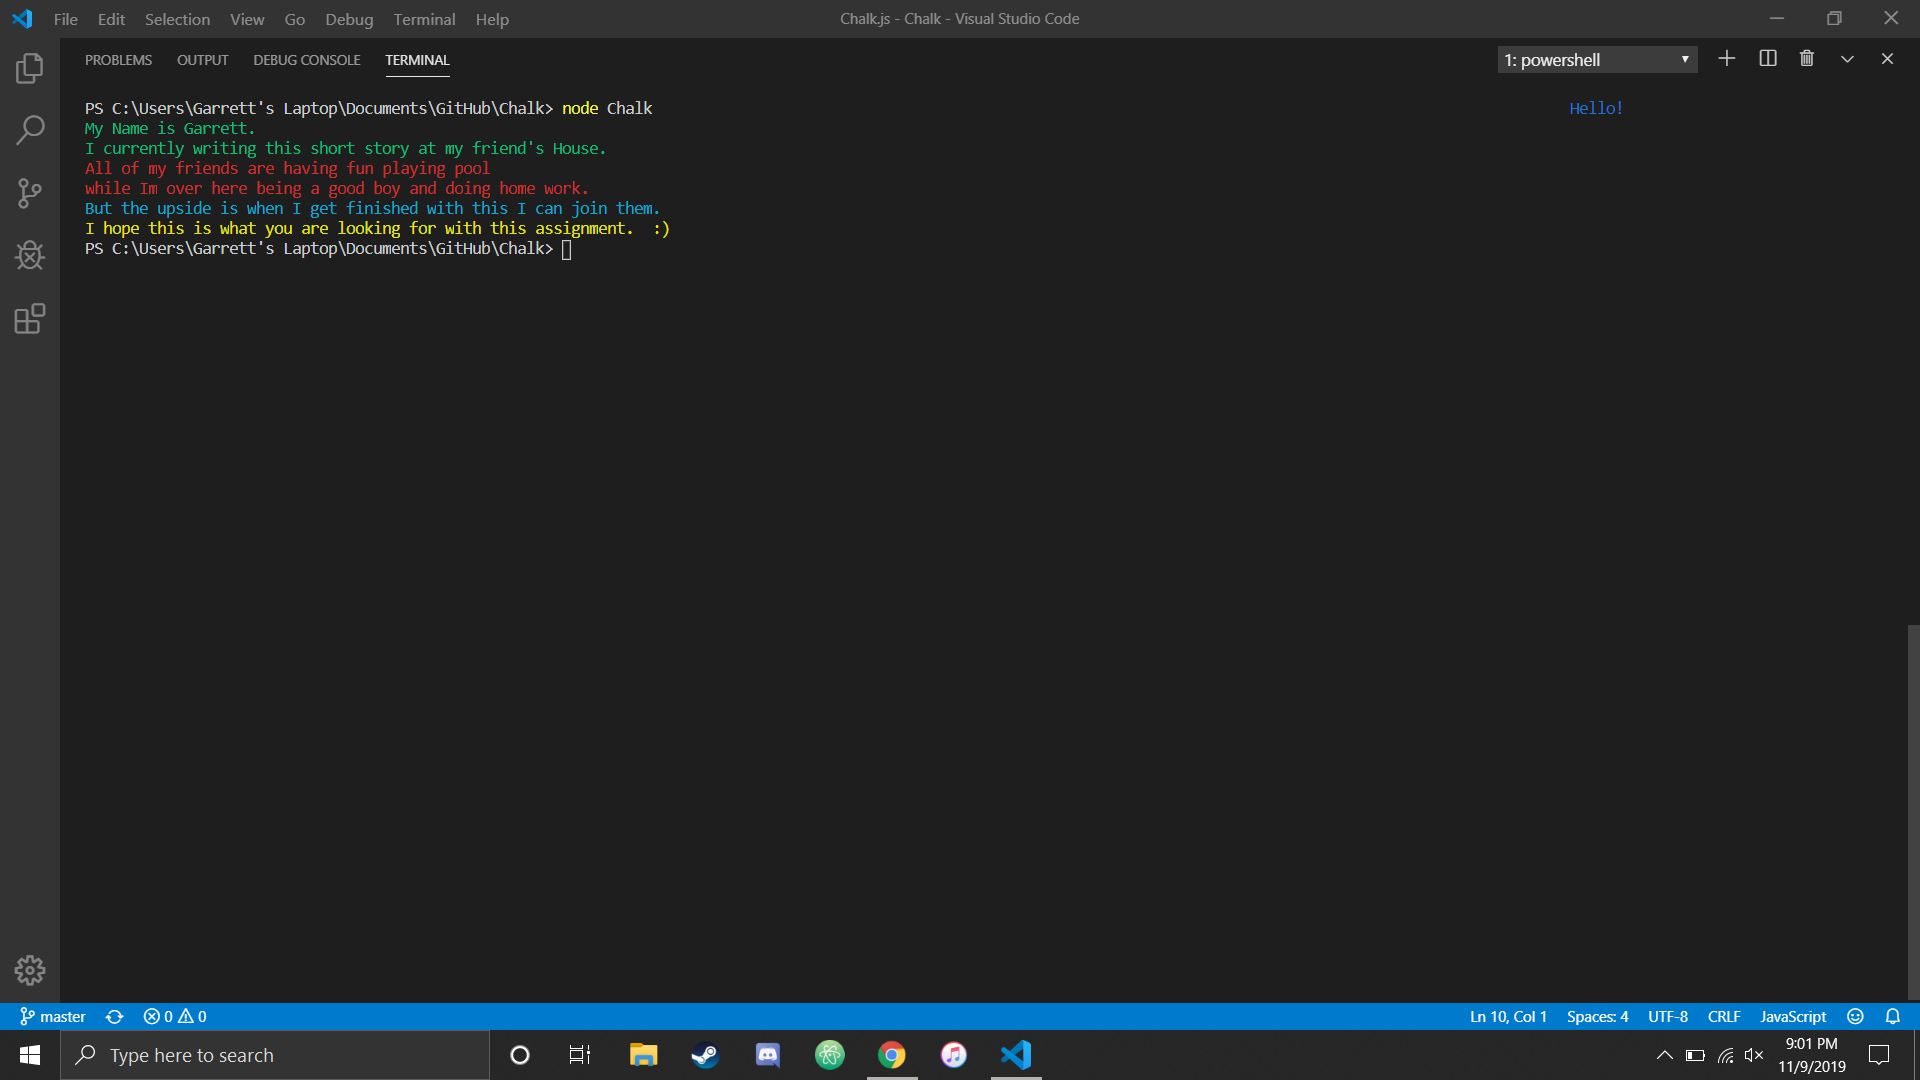 File Edit Selection View Go Debug Terminal Help
Chalk.js - Chalk - Visual Studio Code
PROBLEMS OUTPUT DEBUG CONSOLE TERMINAL
1: powershell
PS C:\Users\Garrett's Laptop\Documents\GitHub\Chalk> node Chalk Hello!
My Name is Garrett.
I currently writing this short story at my friend's House.
All of my friends are having fun playing pool
while Im over here being a good boy and doing home work.
But the upside is when I get finished with this I can join them.
I hope this is what you are looking for with this assignment.  :)
PS C:\Users\Garrett's Laptop\Documents\GitHub\Chalk>
master 0 0 Ln 10, Col 1 Spaces: 4 UTF-8 CRLF JavaScript
Type here to search
9:01 PM
11/9/2019